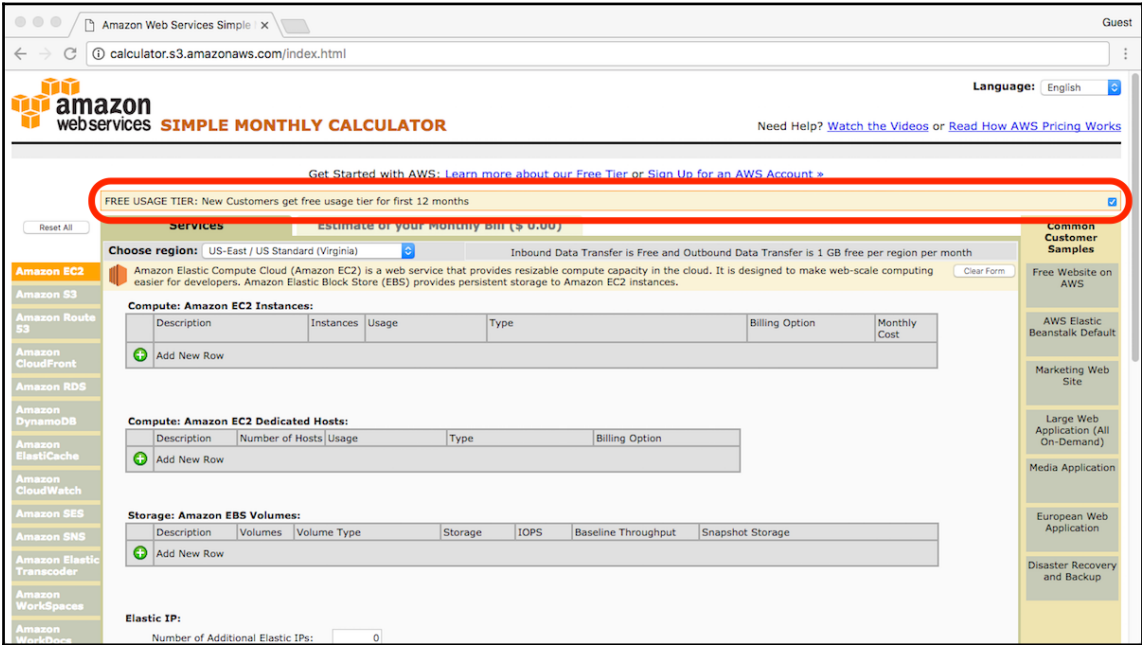 Amazon Web Services Simple
Guest
calculator.s3.amazonaws.com/index.html
Language: English
amazon
webservices SIMPLE MONTHLY CALCULATOR
Need Help? Watch the Videos or Read How AWS Pricing Works
Get Started with AWS: Learn more about our Free Tier or Sign Up for an AWS Account »
FREE USAGE TIER: New Customers get free usage tier for first 12 months
Reset All
Services
Estimate of your Monthly Bill ($ 0.00)
Common
Customer
Samples
Choose region: US-East / US Standard (Virginia)
Inbound Data Transfer is Free and Outbound Data Transfer is 1 GB free per region per month
Amazon Elastic Compute Cloud (Amazon EC2) is a web service that provides resizable compute capacity in the cloud. It is designed to make web-scale computing
easier for developers. Amazon Elastic Block Store (EBS) provides persistent storage to Amazon EC2 instances.
Clear Form
Amazon EC2
Amazon S3
Amazon Route
53
Amazon
CloudFront
Amazon RDS
Amazon
DynamoDB
Amazon
ElastiCache
Amazon
CloudWatch
Amazon SES
Amazon SNS
Amazon Elastic
Transcoder
Amazon
WorkSpaces
Amazon
WorkDocs
Compute: Amazon EC2 Instances:
Description Instances Usage Type Billing Option Monthly
Cost
Add New Row
Compute: Amazon EC2 Dedicated Hosts:
Description Number of Hosts Usage Type Billing Option
Add New Row
Storage: Amazon EBS Volumes:
Description Volumes Volume Type Storage IOPS Baseline Throughput Snapshot Storage
Add New Row
Elastic IP:
Number of Additional Elastic IPs: 0
Free Website on
AWS
AWS Elastic
Beanstalk Default
Marketing Web
Site
Large Web
Application (All
On-Demand)
Media Application
European Web
Application
Disaster Recovery
and Backup